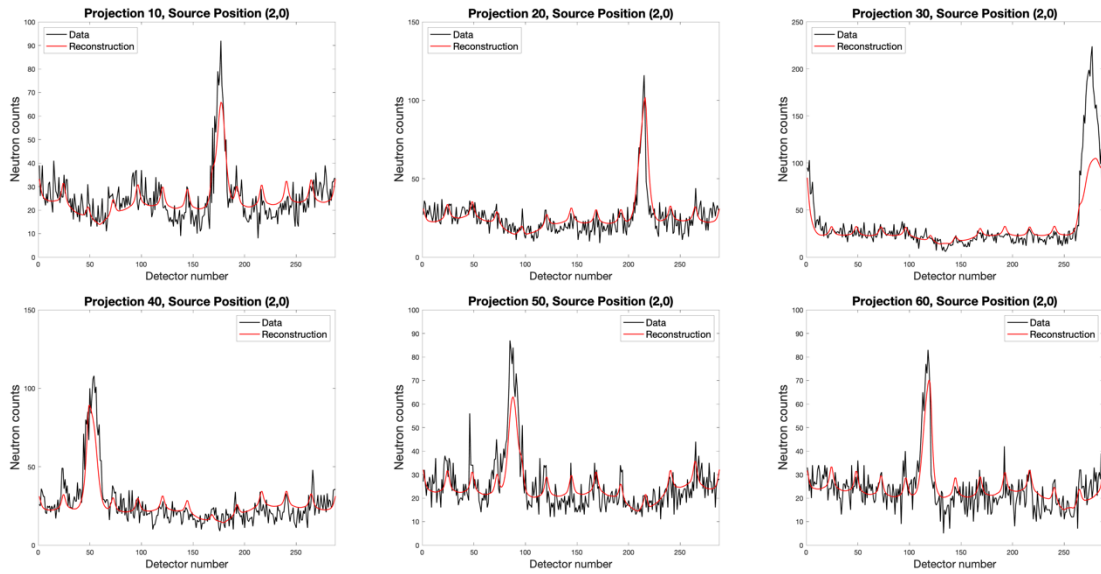 Projection 10, Source Position (2,0)
100
90
80
70
60
50
40
30
20
10
0
Neutron counts
Data
Reconstruction
0 50 100 150 200 250
Detector number
Projection 20, Source Position (2,0)
150
100
50
0
Neutron counts
Data
Reconstruction
0 50 100 150 200 250
Detector number
Projection 30, Source Position (2,0)
250
200
150
100
50
0
Neutron counts
Data
Reconstruction
0 50 100 150 200 250
Detector number
Projection 40, Source Position (2,0)
150
100
50
0
Neutron counts
Data
Reconstruction
0 50 100 150 200 250
Detector number
Projection 50, Source Position (2,0)
100
90
80
70
60
50
40
30
20
10
0
Neutron counts
Data
Reconstruction
0 50 100 150 200 250
Detector number
Projection 60, Source Position (2,0)
100
90
80
70
60
50
40
30
20
10
0
Neutron counts
Data
Reconstruction
0 50 100 150 200 250
Detector number